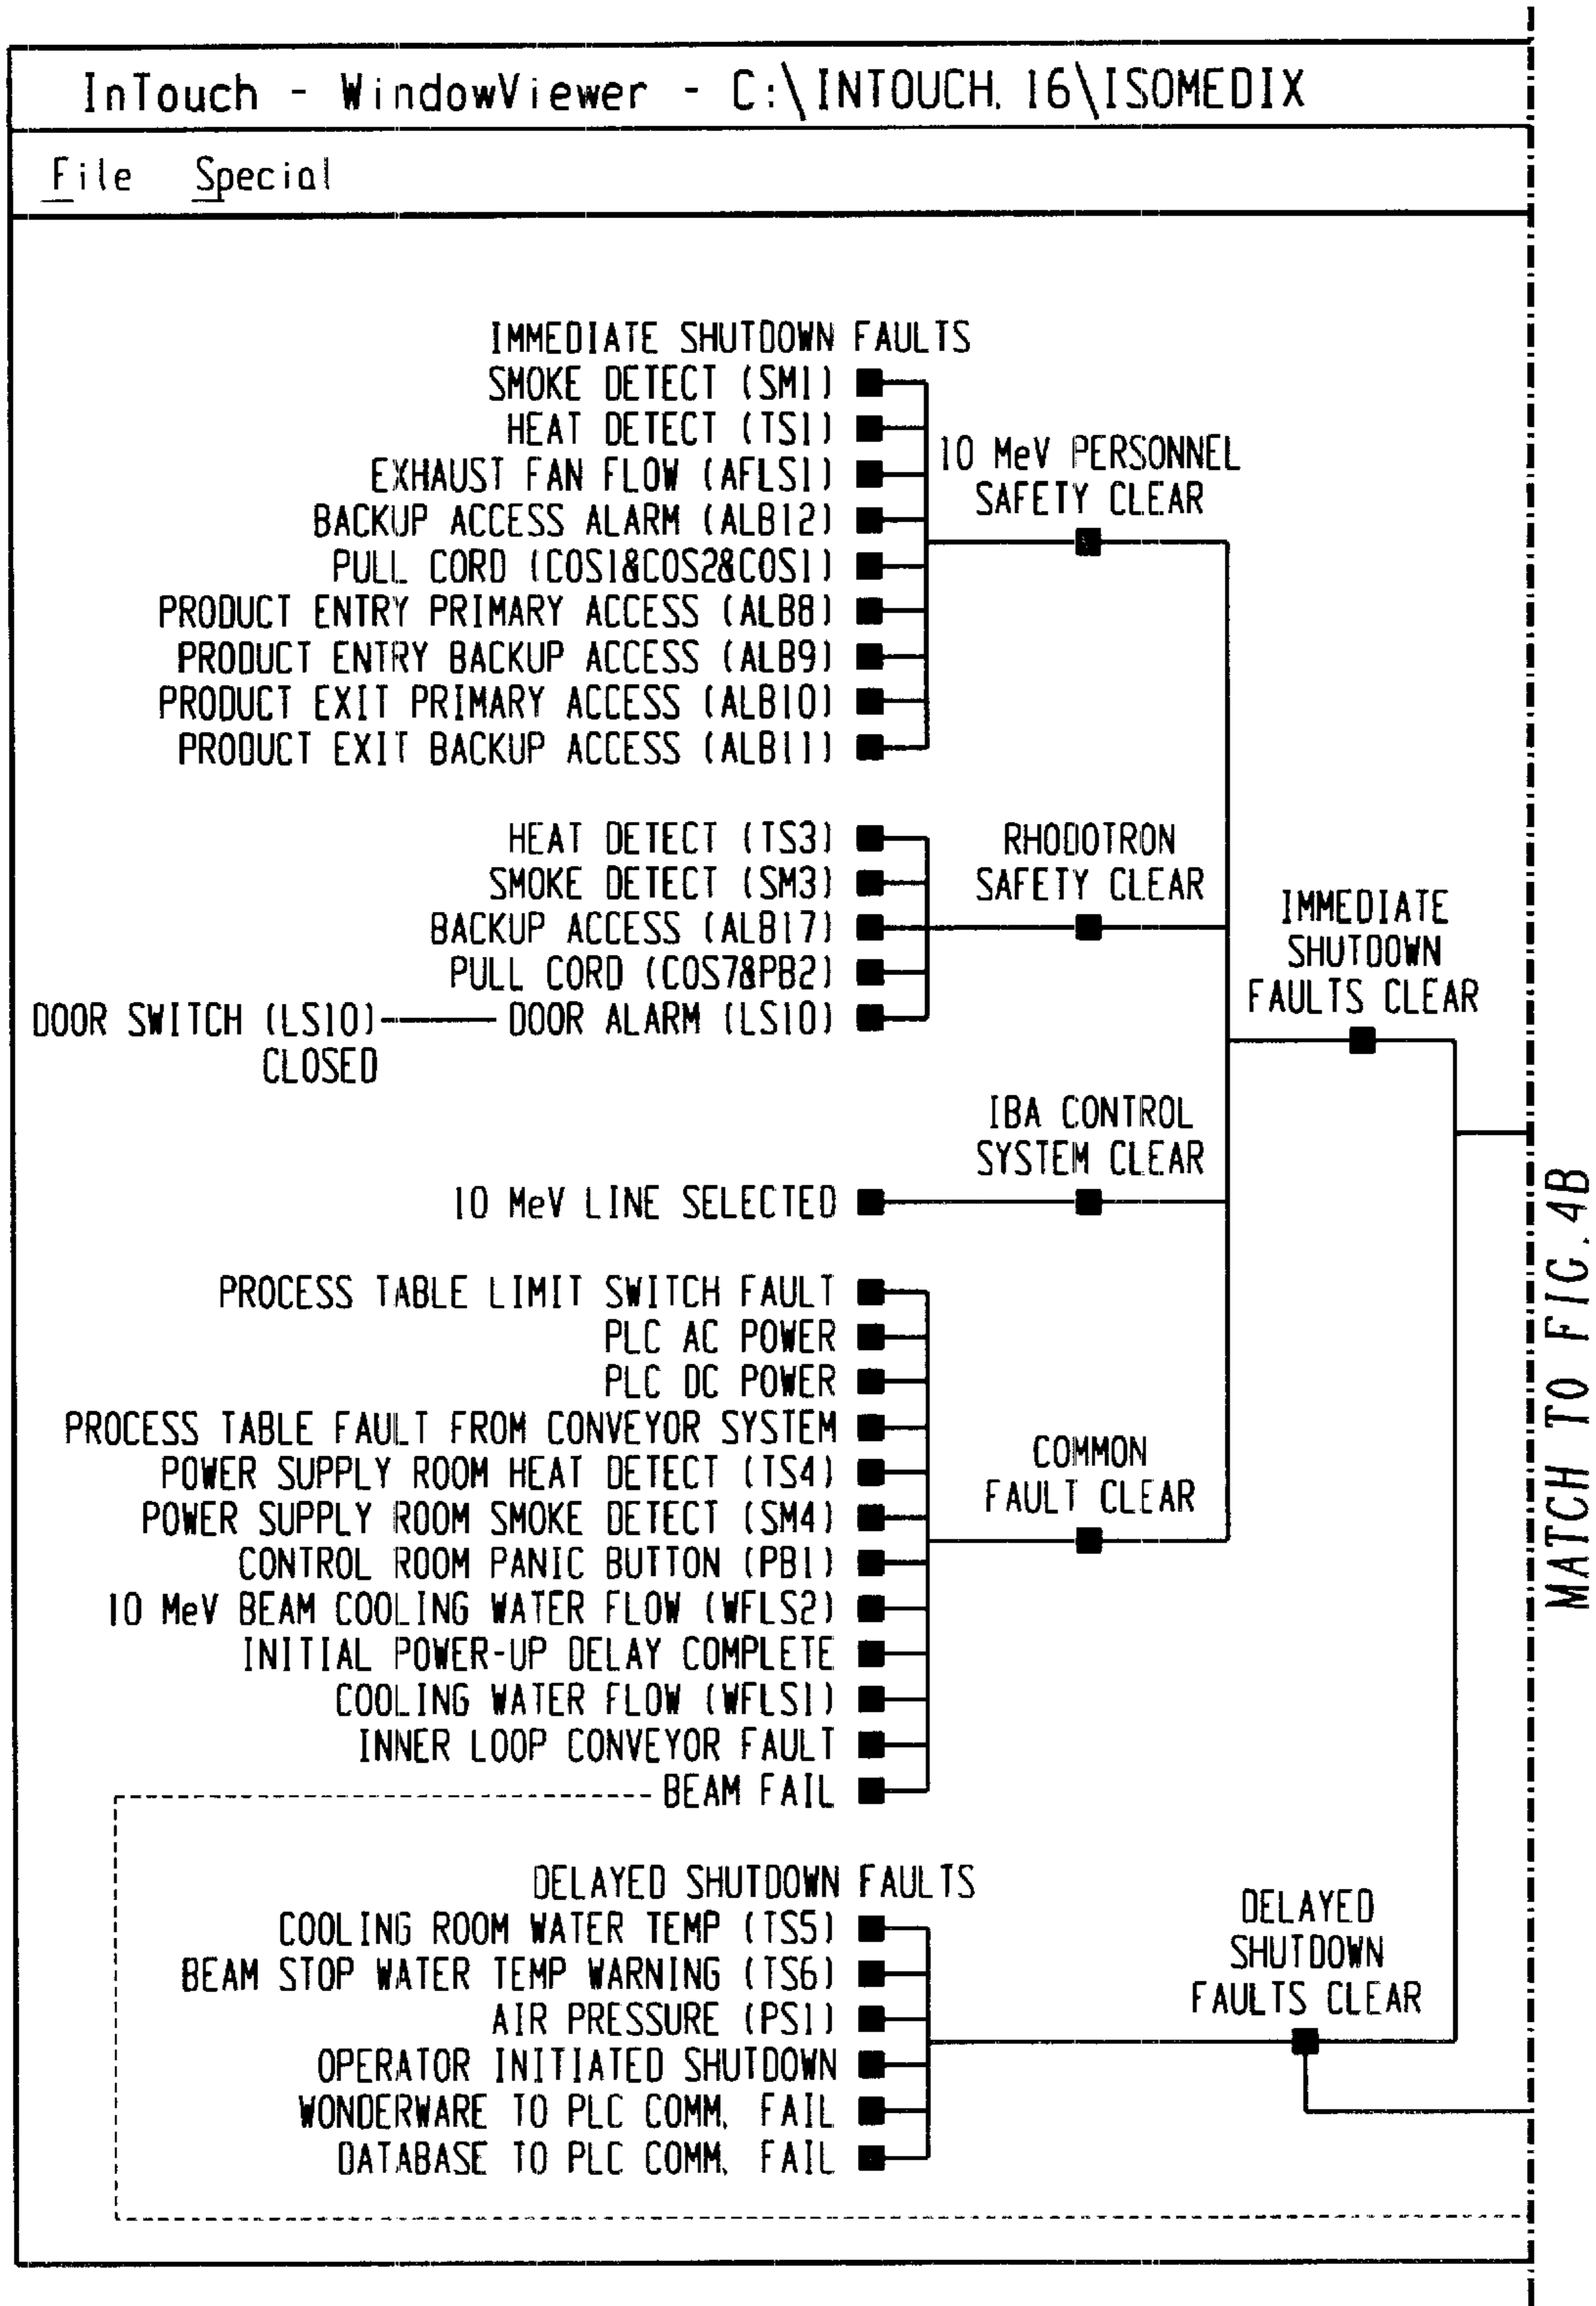 InTouch - WindowViewer - C:\INTOUCH.16\ISOMEDIX
File Special
IMMEDIATE SHUTDOWN FAULTS
SMOKE DETECT (SM1)
HEAT DETECT (TS1)
EXHAUST FAN FLOW (AFLS1)
BACKUP ACCESS ALARM (ALB12)
PULL CORD (COS1&COS2&COS1)
PRODUCT ENTRY PRIMARY ACCESS (ALB8)
PRODUCT ENTRY BACKUP ACCESS (ALB9)
PRODUCT EXIT PRIMARY ACCESS (ALB10)
PRODUCT EXIT BACKUP ACCESS (ALB11)
10 MeV PERSONNEL
SAFETY CLEAR
HEAT DETECT (TS3)
SMOKE DETECT (SM3)
BACKUP ACCESS (ALB17)
PULL CORD (COS7&PB2)
DOOR SWITCH (LS10)
CLOSED
DOOR ALARM (LS10)
RHODOTRON
SAFETY CLEAR
IMMEDIATE
SHUTDOWN
FAULTS CLEAR
IBA CONTROL
SYSTEM CLEAR
10 MeV LINE SELECTED
PROCESS TABLE LIMIT SWITCH FAULT
PLC AC POWER
PLC DC POWER
PROCESS TABLE FAULT FROM CONVEYOR SYSTEM
POWER SUPPLY ROOM HEAT DETECT (TS4)
POWER SUPPLY ROOM SMOKE DETECT (SM4)
CONTROL ROOM PANIC BUTTON (PB1)
10 MeV BEAM COOLING WATER FLOW (WFLS2)
INITIAL POWER-UP DELAY COMPLETE
COOLING WATER FLOW (WFLS1)
INNER LOOP CONVEYOR FAULT
BEAM FAIL
COMMON
FAULT CLEAR
DELAYED SHUTDOWN FAULTS
COOLING ROOM WATER TEMP (TS5)
BEAM STOP WATER TEMP WARNING (TS6)
AIR PRESSURE (PS1)
OPERATOR INITIATED SHUTDOWN
WONDERWARE TO PLC COMM. FAIL
DATABASE TO PLC COMM. FAIL
DELAYED
SHUTDOWN
FAULTS CLEAR
MATCH TO FIG.4B